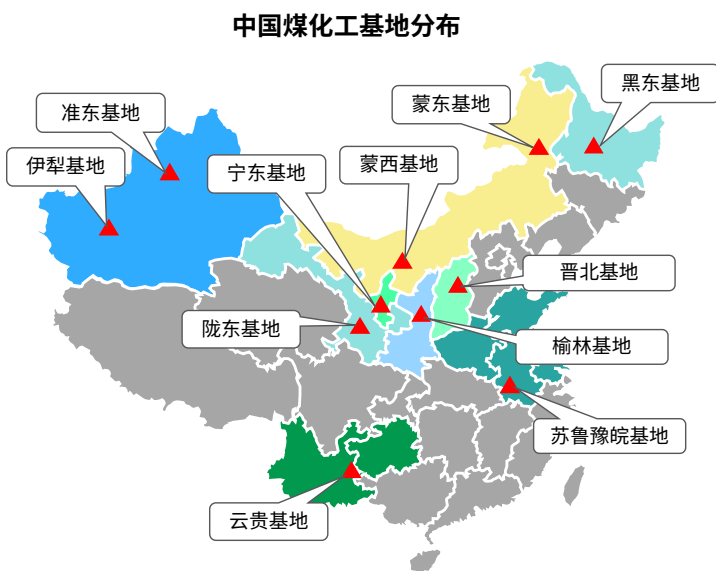 中国煤化工基地分布
黑东基地
蒙东基地
准东基地
伊犁基地
宁东基地
蒙西基地
晋北基地
陇东基地
榆林基地
苏鲁豫皖基地
云贵基地